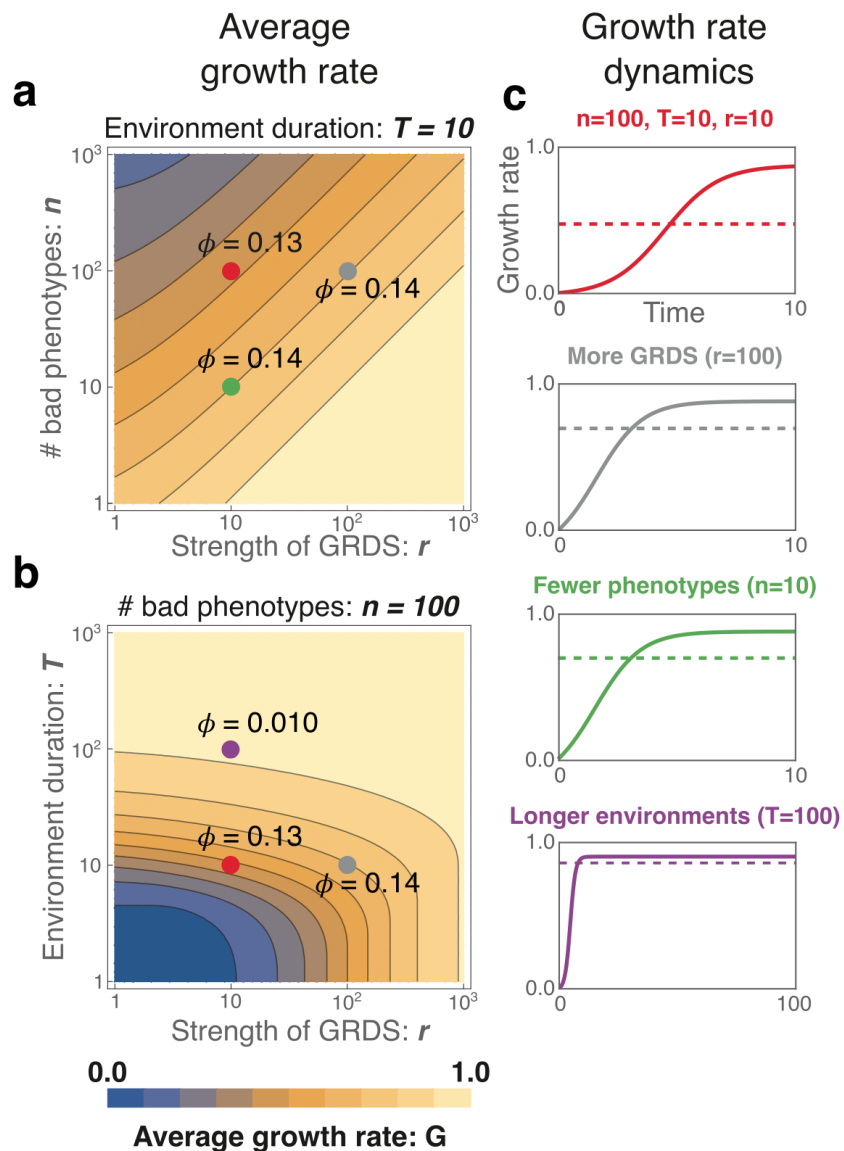 Average
growth rate
Growth rate
dynamics
a
Environment duration: T = 10
10³
10²
10
1
# bad phenotypes: n
ϕ = 0.13
ϕ = 0.14
ϕ = 0.14
1
10
10²
10³
Strength of GRDS: r
b
# bad phenotypes: n = 100
10³
10²
10
1
Environment duration: T
ϕ = 0.010
ϕ = 0.13
ϕ = 0.14
1
10
10²
10³
Strength of GRDS: r
0.0
1.0
Average growth rate: G
c
n=100, T=10, r=10
1.0
0.0
Growth rate
0
Time
10
More GRDS (r=100)
1.0
0.0
0
10
Fewer phenotypes (n=10)
1.0
0.0
0
10
Longer environments (T=100)
1.0
0.0
0
100